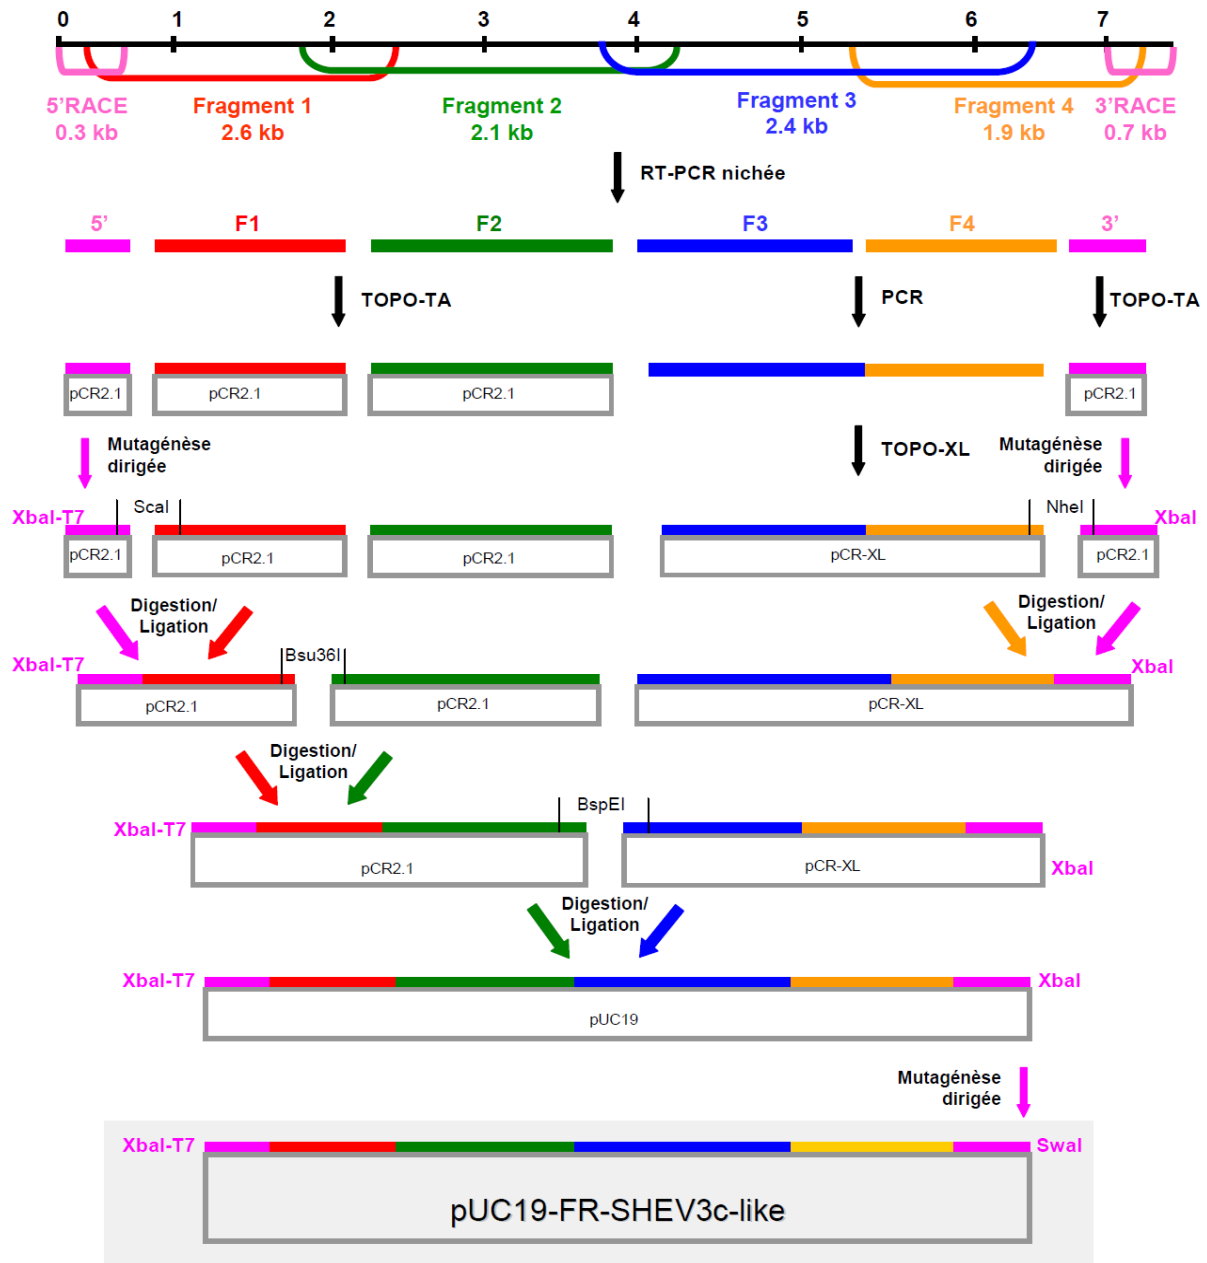 0 1 2 3 4 5 6 7
5'RACE
0.3 kb
Fragment 1
2.6 kb
Fragment 2
2.1 kb
Fragment 3
2.4 kb
Fragment 4
1.9 kb
3'RACE
0.7 kb
RT-PCR nichée
5' F1 F2 F3 F4 3'
TOPO-TA PCR TOPO-TA
pCR2.1 pCR2.1 pCR2.1 pCR2.1
Mutagénèse
dirigée
TOPO-XL
Mutagénèse
dirigée
XbaI-T7 ScaI NheI XbaI
pCR2.1 pCR2.1 pCR2.1 pCR-XL pCR2.1
Digestion/
Ligation
Digestion/
Ligation
XbaI-T7 Bsu36I XbaI
pCR2.1 pCR2.1 pCR-XL
Digestion/
Ligation
XbaI-T7 BspEI
pCR2.1 pCR-XL XbaI
Digestion/
Ligation
XbaI-T7 XbaI
pUC19
Mutagénèse
dirigée
XbaI-T7 SwaI
pUC19-FR-SHEV3c-like